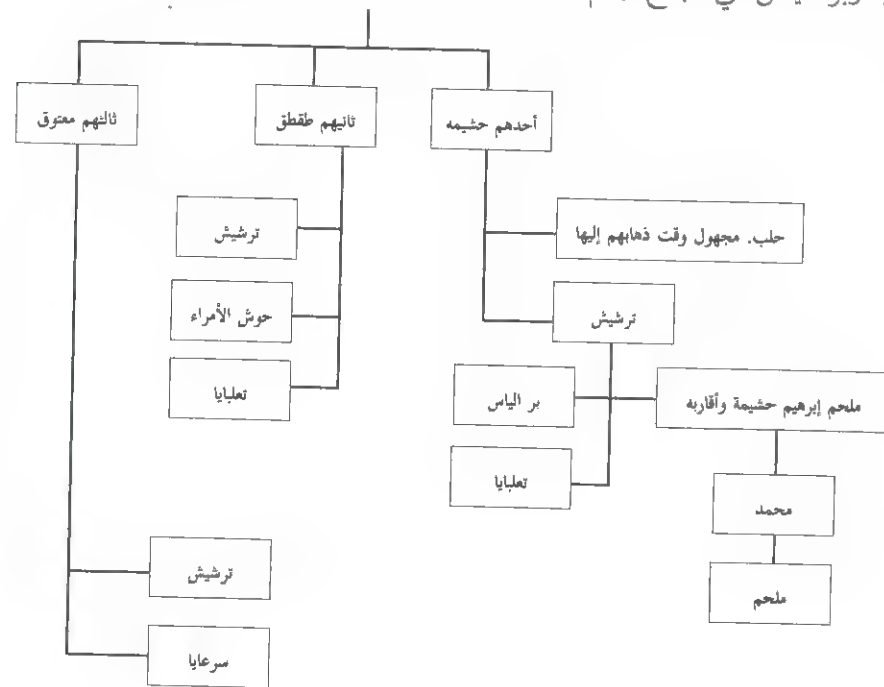 أحدهم حشيمه
ثانيهم طقطق
ثالثهم معتوق
حلب. مجهول وقت ذهابهم إليها
ترشيش
ملحم إبرهيم حشيمة وأقاربه
بر الياس
تعلبايا
محمد
ملحم
ترشيش
حوش الأمراء
تعلبايا
ترشيش
سرعايا